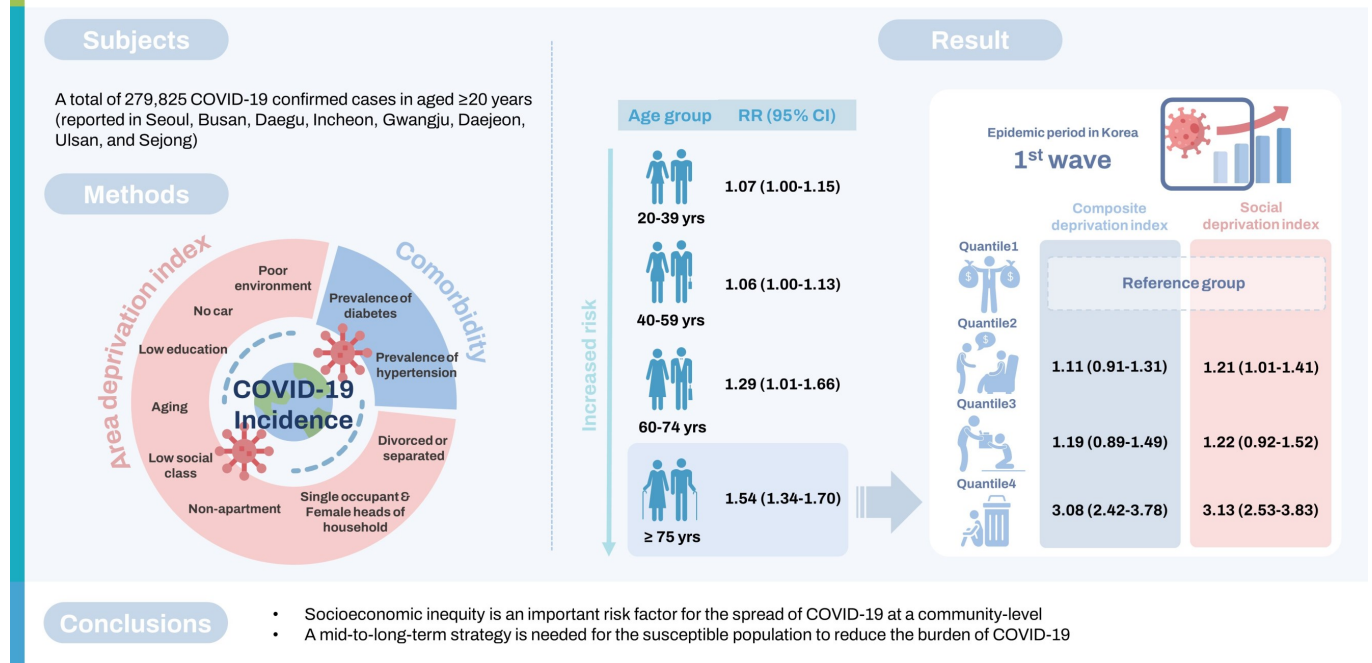 Subjects
A total of 279,825 COVID-19 confirmed cases in aged ≥20 years
(reported in Seoul, Busan, Daegu, Incheon, Gwangju, Daejeon,
Ulsan, and Sejong)
Methods
Area deprivation index
Comorbidity
Poor
environment
No car
Low education
Aging
Low social
class
Non-apartment
Single occupant &
Female heads of
household
Divorced or
separated
Prevalence of
diabetes
Prevalence of
hypertension
COVID-19
Incidence
Result
Increased risk
Age group RR (95% CI)
1.07 (1.00-1.15)
20-39 yrs
1.06 (1.00-1.13)
40-59 yrs
1.29 (1.01-1.66)
60-74 yrs
1.54 (1.34-1.70)
≥ 75 yrs
Epidemic period in Korea
1st wave
Composite
deprivation index
Social
deprivation index
Quantile1
$ $
Reference group
Quantile2
$
1.11 (0.91-1.31) 1.21 (1.01-1.41)
Quantile3
1.19 (0.89-1.49) 1.22 (0.92-1.52)
Quantile4
3.08 (2.42-3.78) 3.13 (2.53-3.83)
Conclusions
• Socioeconomic inequity is an important risk factor for the spread of COVID-19 at a community-level
• A mid-to-long-term strategy is needed for the susceptible population to reduce the burden of COVID-19